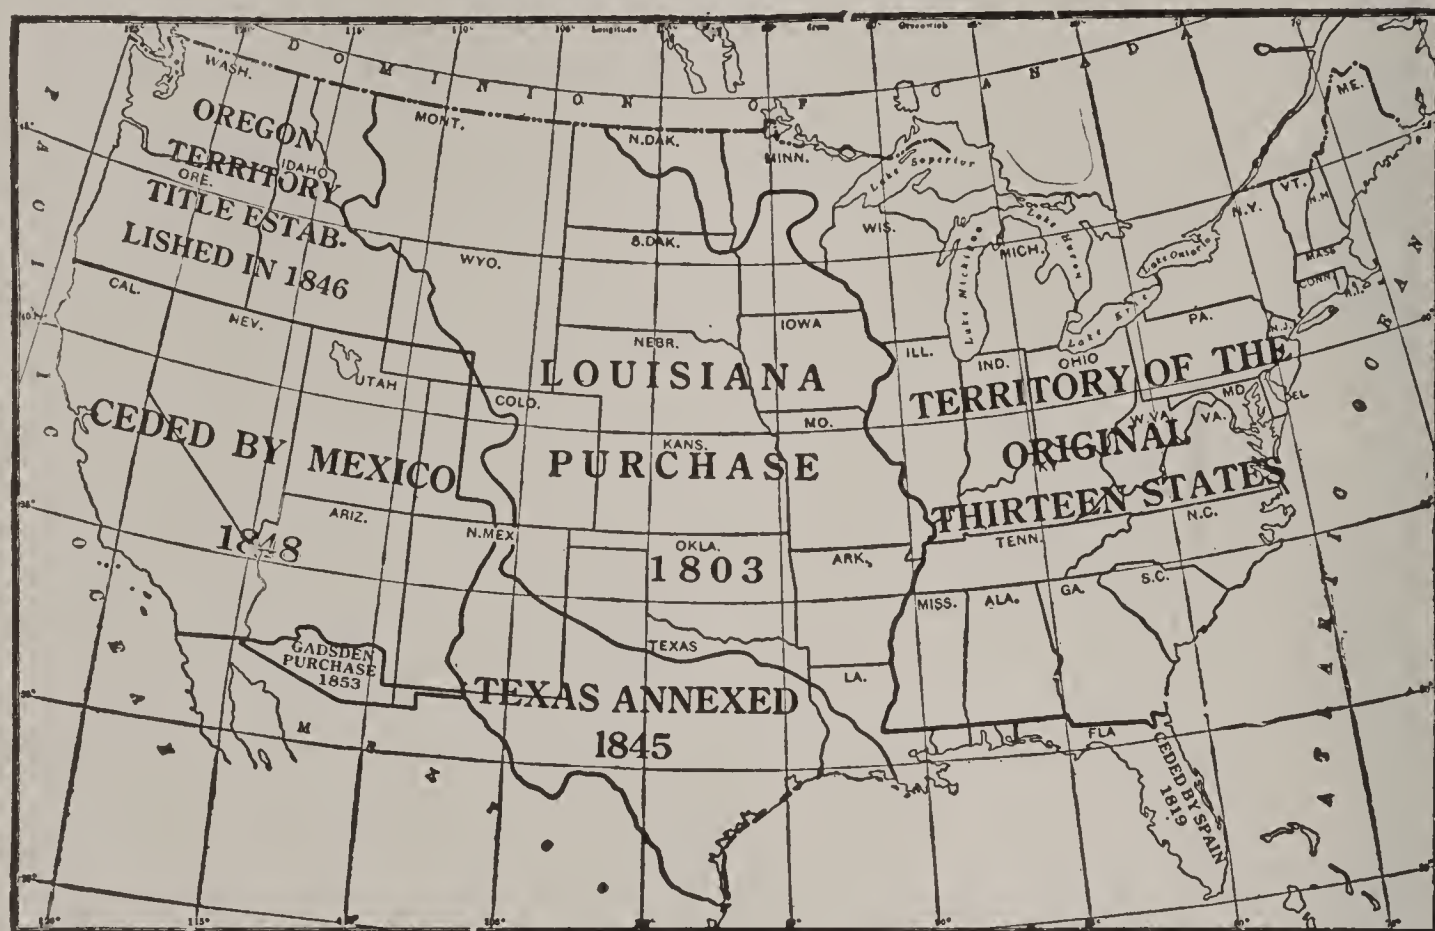 Longitude from Greenwich
DOMINION OF CANADA
WASH.
MONT.
N.DAK.
MINN.
ME.
OREGON
TERRITORY
TITLE ESTAB-
LISHED IN 1846
IDAHO
ORE.
Lake Superior
VT.
N.H.
N.Y.
S.DAK.
WIS.
Lake Michigan
MICH.
Lake Huron
Lake Ontario
MASS.
CONN.
R.I.
WYO.
CAL.
NEV.
IOWA
Lake Erie
PA.
N.J.
NEBR.
ILL.
IND.
OHIO
UTAH
COLO.
LOUISIANA
PURCHASE
1803
MO.
KANS.
TERRITORY OF THE
ORIGINAL
THIRTEEN STATES
MD.
DEL.
W.VA.
VA.
KY.
CEDED BY MEXICO
1848
ARIZ.
N.MEX.
OKLA.
ARK.
TENN.
N.C.
S.C.
MISS.
ALA.
GA.
GADSDEN
PURCHASE
1853
TEXAS
LA.
TEXAS ANNEXED
1845
FLA
CEDED BY SPAIN
1819
PACIFIC
OCEAN
MEXICO
ATLANTIC
OCEAN